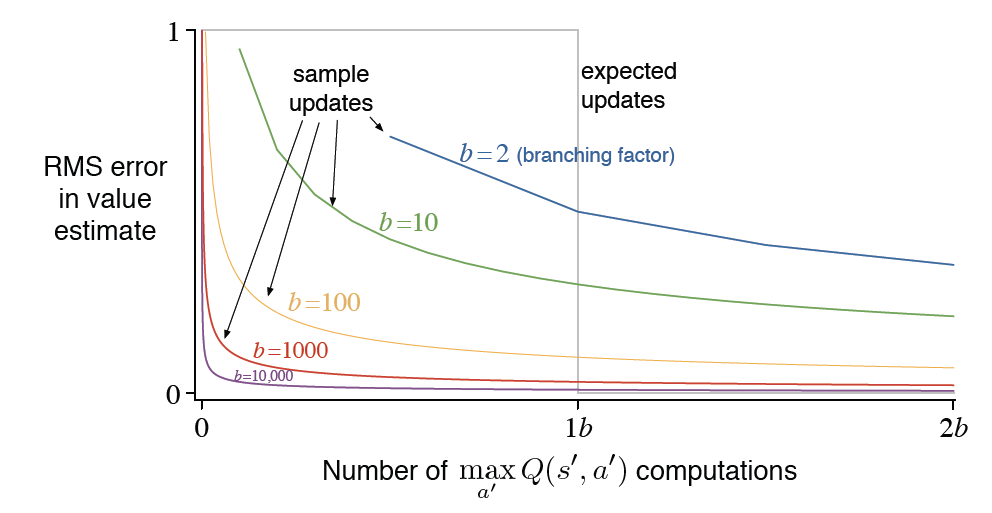 1
sample
updates
expected
updates
b=2 (branching factor)
RMS error
in value
estimate
b=10
b=100
b=1000
b=10,000
0
0
1b
2b
Number of max Q(s′, a′) computations
a′